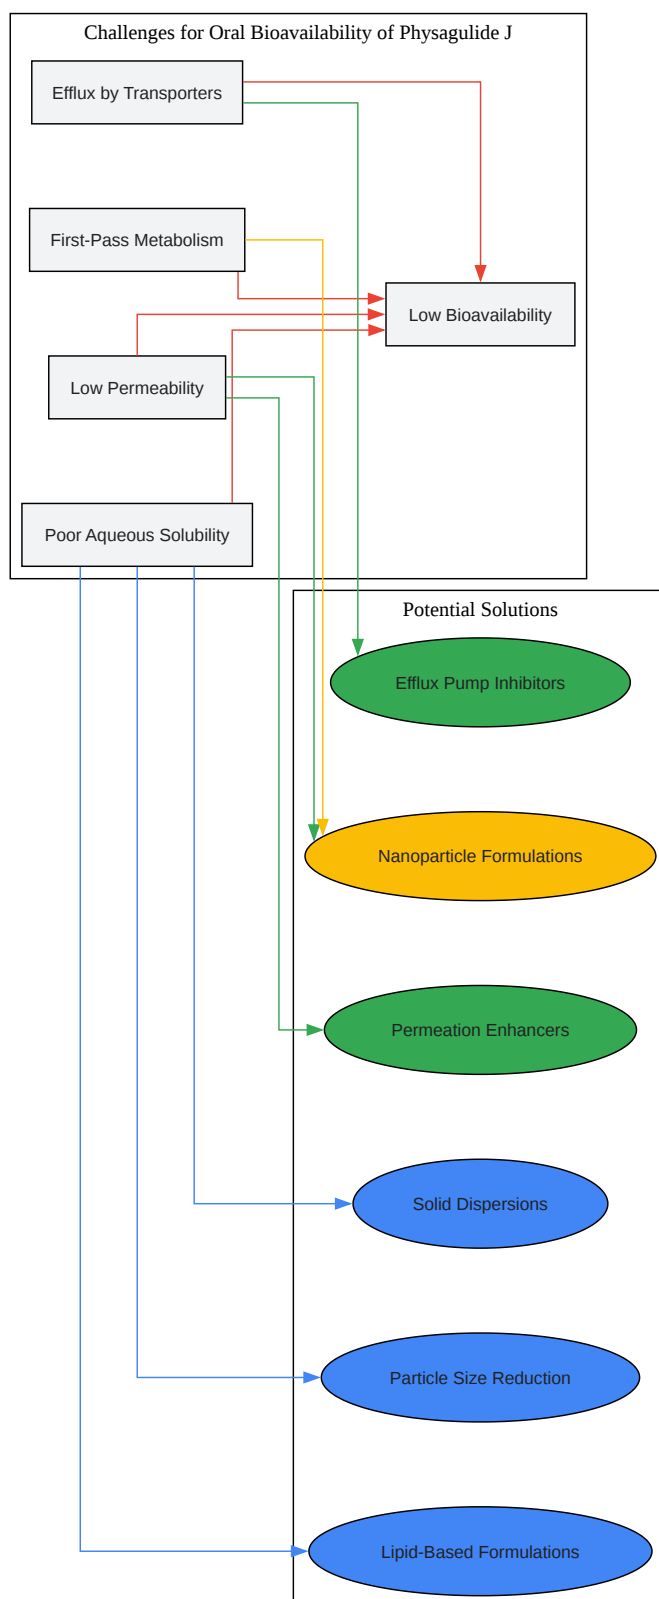 Challenges for Oral Bioavailability of Physagulide J
Efflux by Transporters
First-Pass Metabolism
Low Bioavailability
Low Permeability
Poor Aqueous Solubility
Potential Solutions
Efflux Pump Inhibitors
Nanoparticle Formulations
Permeation Enhancers
Solid Dispersions
Particle Size Reduction
Lipid-Based Formulations